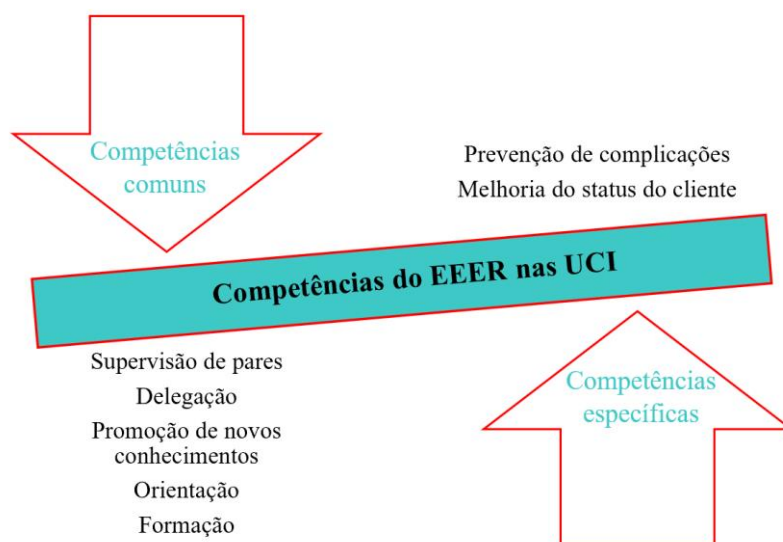 Competências
comuns
Prevenção de complicações
Melhoria do status do cliente
Competências do EEER nas UCI
Supervisão de pares
Delegação
Promoção de novos
conhecimentos
Orientação
Formação
Competências
específicas